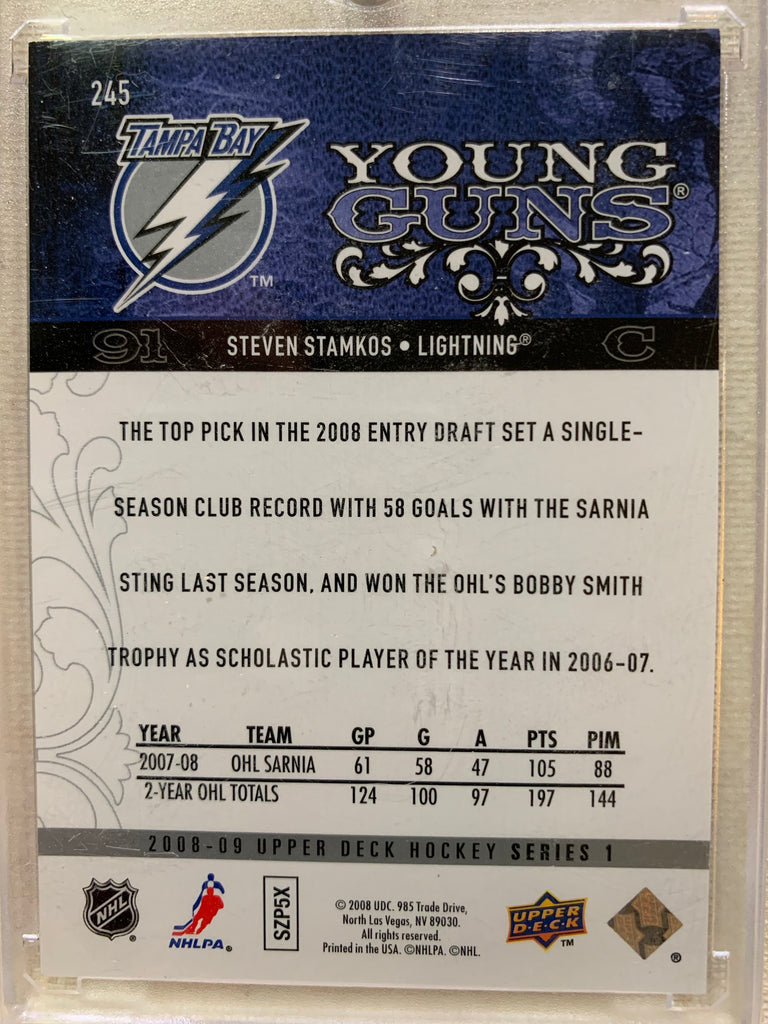 245
TAMPA BAY
TM
YOUNG
GUNS®
91 STEVEN STAMKOS • LIGHTNING® C
THE TOP PICK IN THE 2008 ENTRY DRAFT SET A SINGLE-
SEASON CLUB RECORD WITH 58 GOALS WITH THE SARNIA
STING LAST SEASON, AND WON THE OHL'S BOBBY SMITH
TROPHY AS SCHOLASTIC PLAYER OF THE YEAR IN 2006-07.
YEAR TEAM GP G A PTS PIM
2007-08 OHL SARNIA 61 58 47 105 88
2-YEAR OHL TOTALS 124 100 97 197 144
2008-09 UPPER DECK HOCKEY SERIES 1
NHL ®
NHLPA®
SZP5X
© 2008 UDC. 985 Trade Drive,
North Las Vegas, NV 89030.
All rights reserved.
Printed in the USA. ©NHLPA. ©NHL.
UPPER
D·E·C·K
TM
®